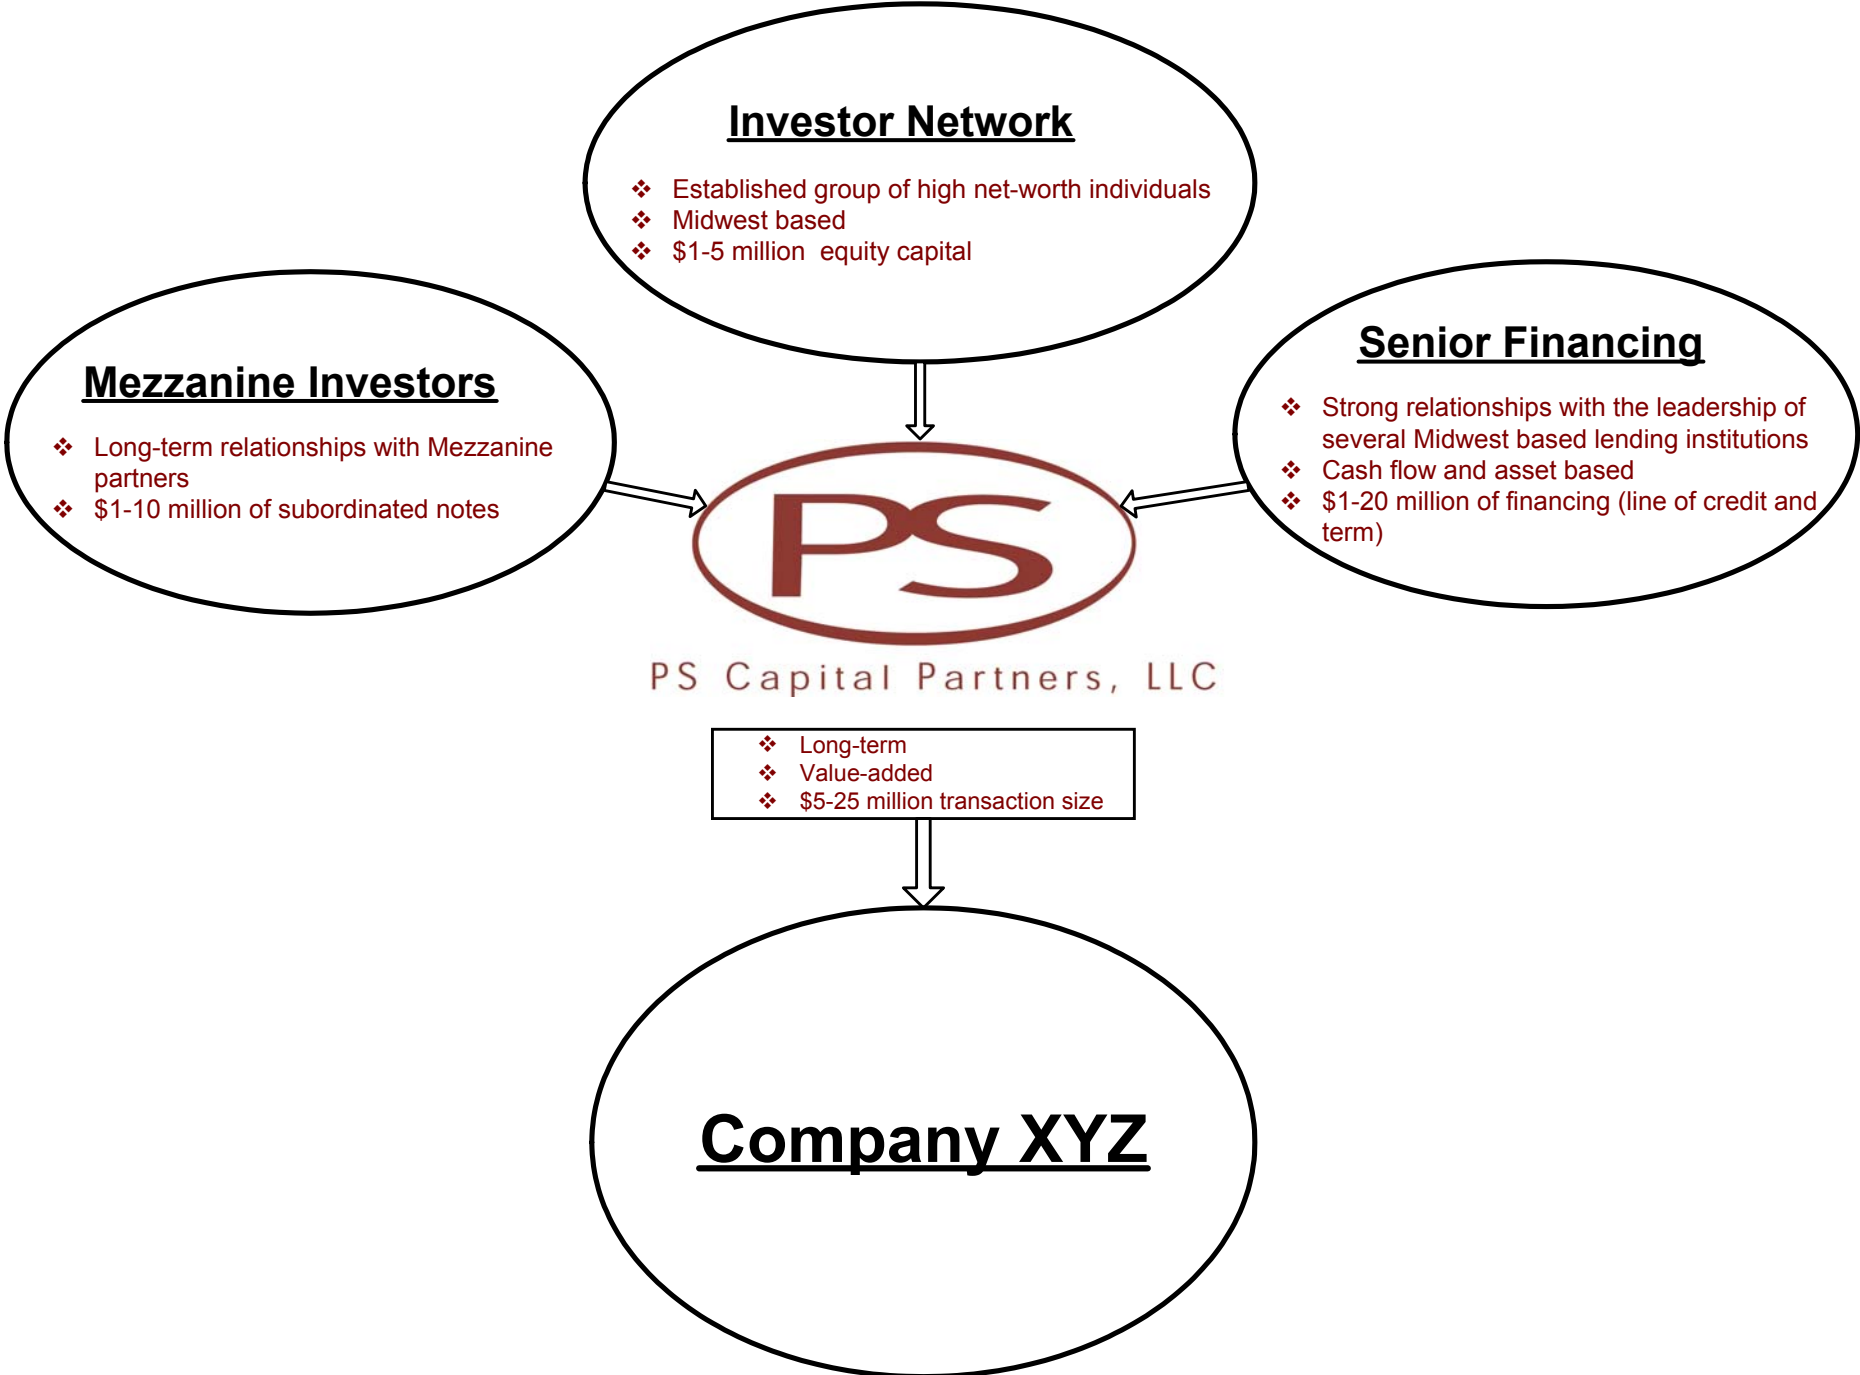 Investor Network
❖ Established group of high net-worth individuals
❖ Midwest based
❖ $1-5 million  equity capital
Mezzanine Investors
❖ Long-term relationships with Mezzanine
partners
❖ $1-10 million of subordinated notes
Senior Financing
❖ Strong relationships with the leadership of
several Midwest based lending institutions
❖ Cash flow and asset based
❖ $1-20 million of financing (line of credit and
term)
PS
PS Capital Partners, LLC
❖ Long-term
❖ Value-added
❖ $5-25 million transaction size
Company XYZ